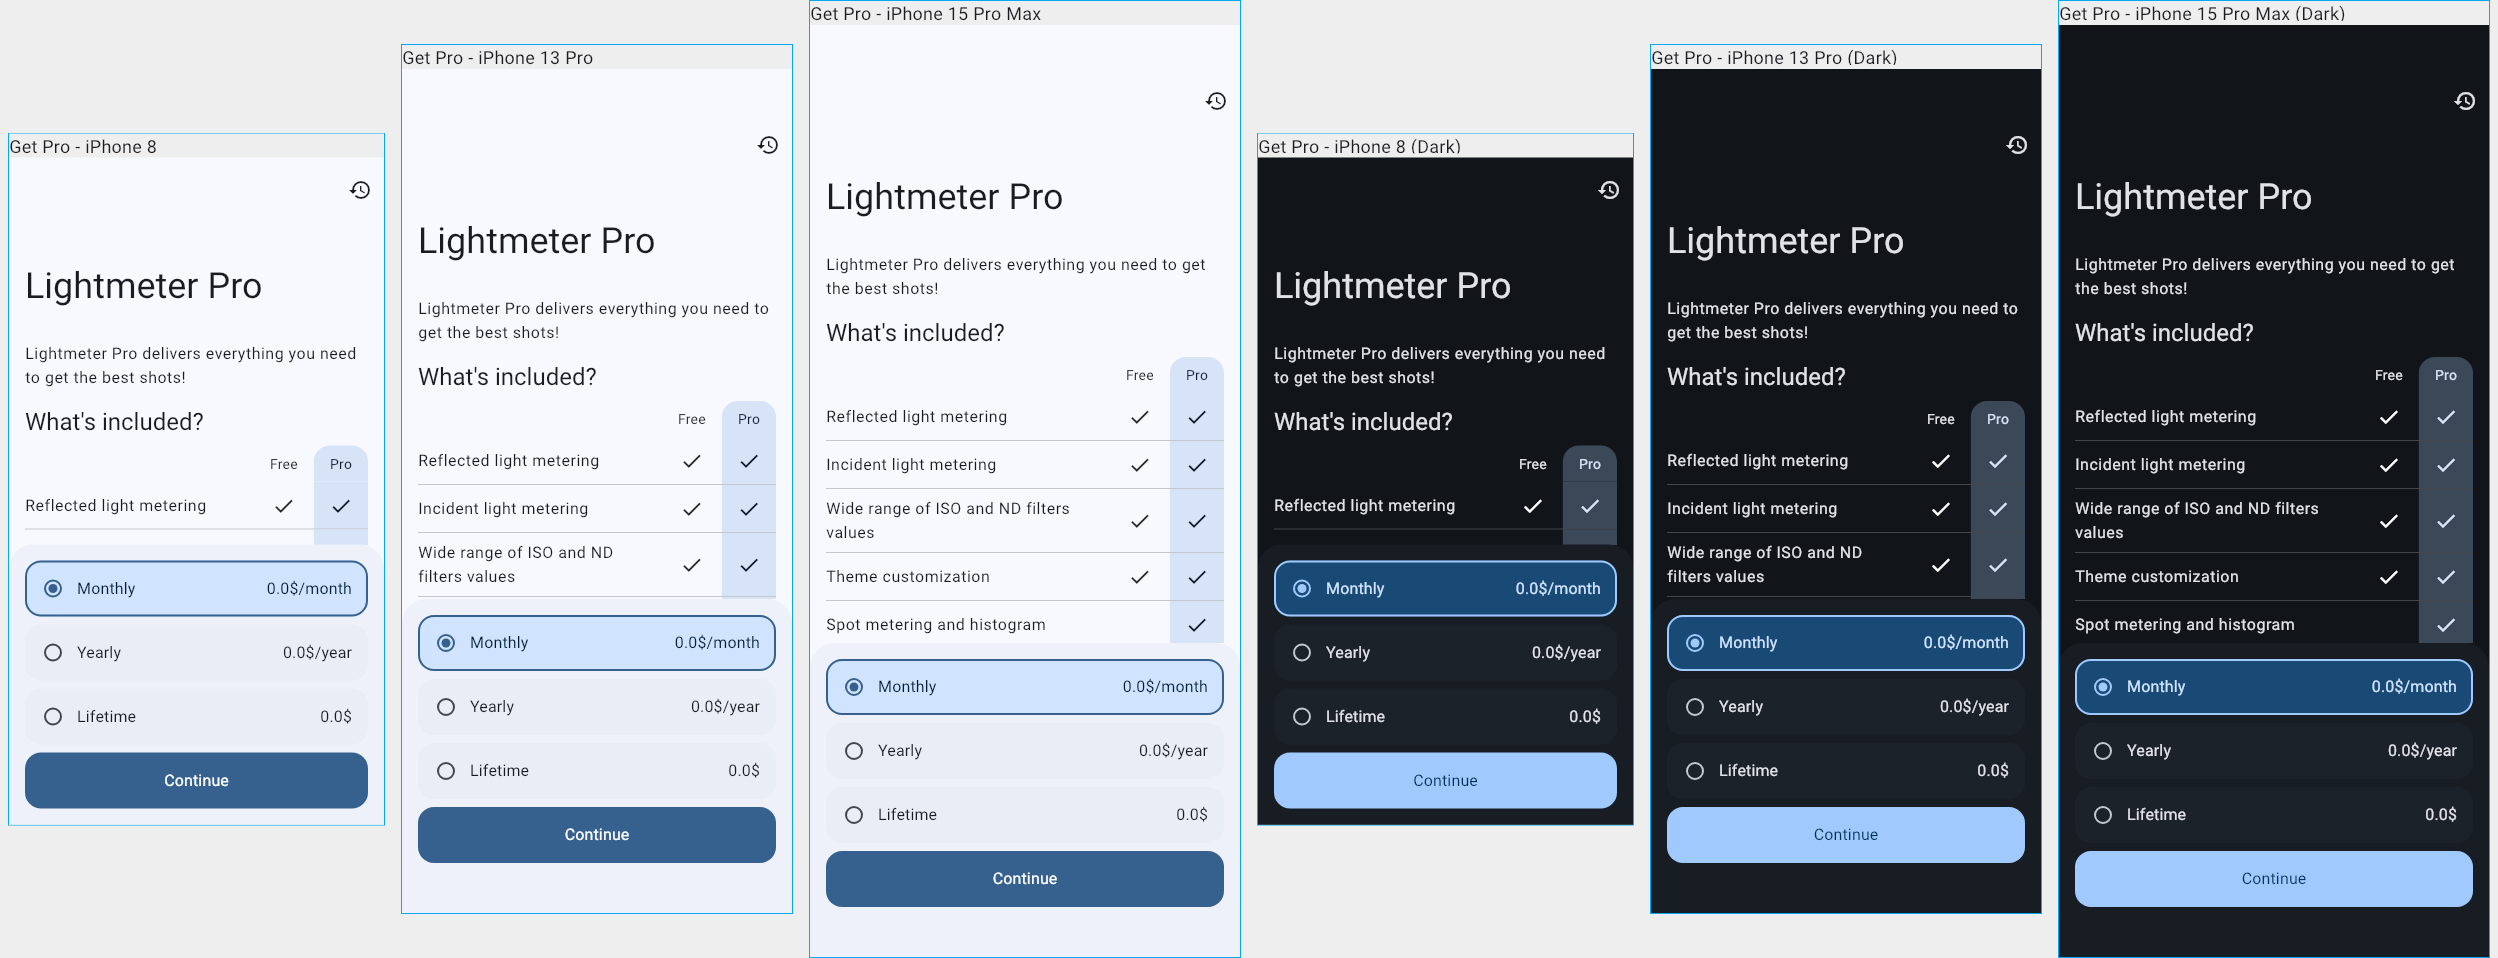 Get Pro - iPhone 8
Lightmeter Pro
Lightmeter Pro delivers everything you need
to get the best shots!
What's included?
Free Pro
Reflected light metering
Monthly 0.0$/month
Yearly 0.0$/year
Lifetime 0.0$
Continue
Get Pro - iPhone 13 Pro
Lightmeter Pro
Lightmeter Pro delivers everything you need to
get the best shots!
What's included?
Free Pro
Reflected light metering
Incident light metering
Wide range of ISO and ND
filters values
Monthly 0.0$/month
Yearly 0.0$/year
Lifetime 0.0$
Continue
Get Pro - iPhone 15 Pro Max
Lightmeter Pro
Lightmeter Pro delivers everything you need to get
the best shots!
What's included?
Free Pro
Reflected light metering
Incident light metering
Wide range of ISO and ND filters
values
Theme customization
Spot metering and histogram
Monthly 0.0$/month
Yearly 0.0$/year
Lifetime 0.0$
Continue
Get Pro - iPhone 8 (Dark)
Lightmeter Pro
Lightmeter Pro delivers everything you need
to get the best shots!
What's included?
Free Pro
Reflected light metering
Monthly 0.0$/month
Yearly 0.0$/year
Lifetime 0.0$
Continue
Get Pro - iPhone 13 Pro (Dark)
Lightmeter Pro
Lightmeter Pro delivers everything you need to
get the best shots!
What's included?
Free Pro
Reflected light metering
Incident light metering
Wide range of ISO and ND
filters values
Monthly 0.0$/month
Yearly 0.0$/year
Lifetime 0.0$
Continue
Get Pro - iPhone 15 Pro Max (Dark)
Lightmeter Pro
Lightmeter Pro delivers everything you need to get
the best shots!
What's included?
Free Pro
Reflected light metering
Incident light metering
Wide range of ISO and ND filters
values
Theme customization
Spot metering and histogram
Monthly 0.0$/month
Yearly 0.0$/year
Lifetime 0.0$
Continue